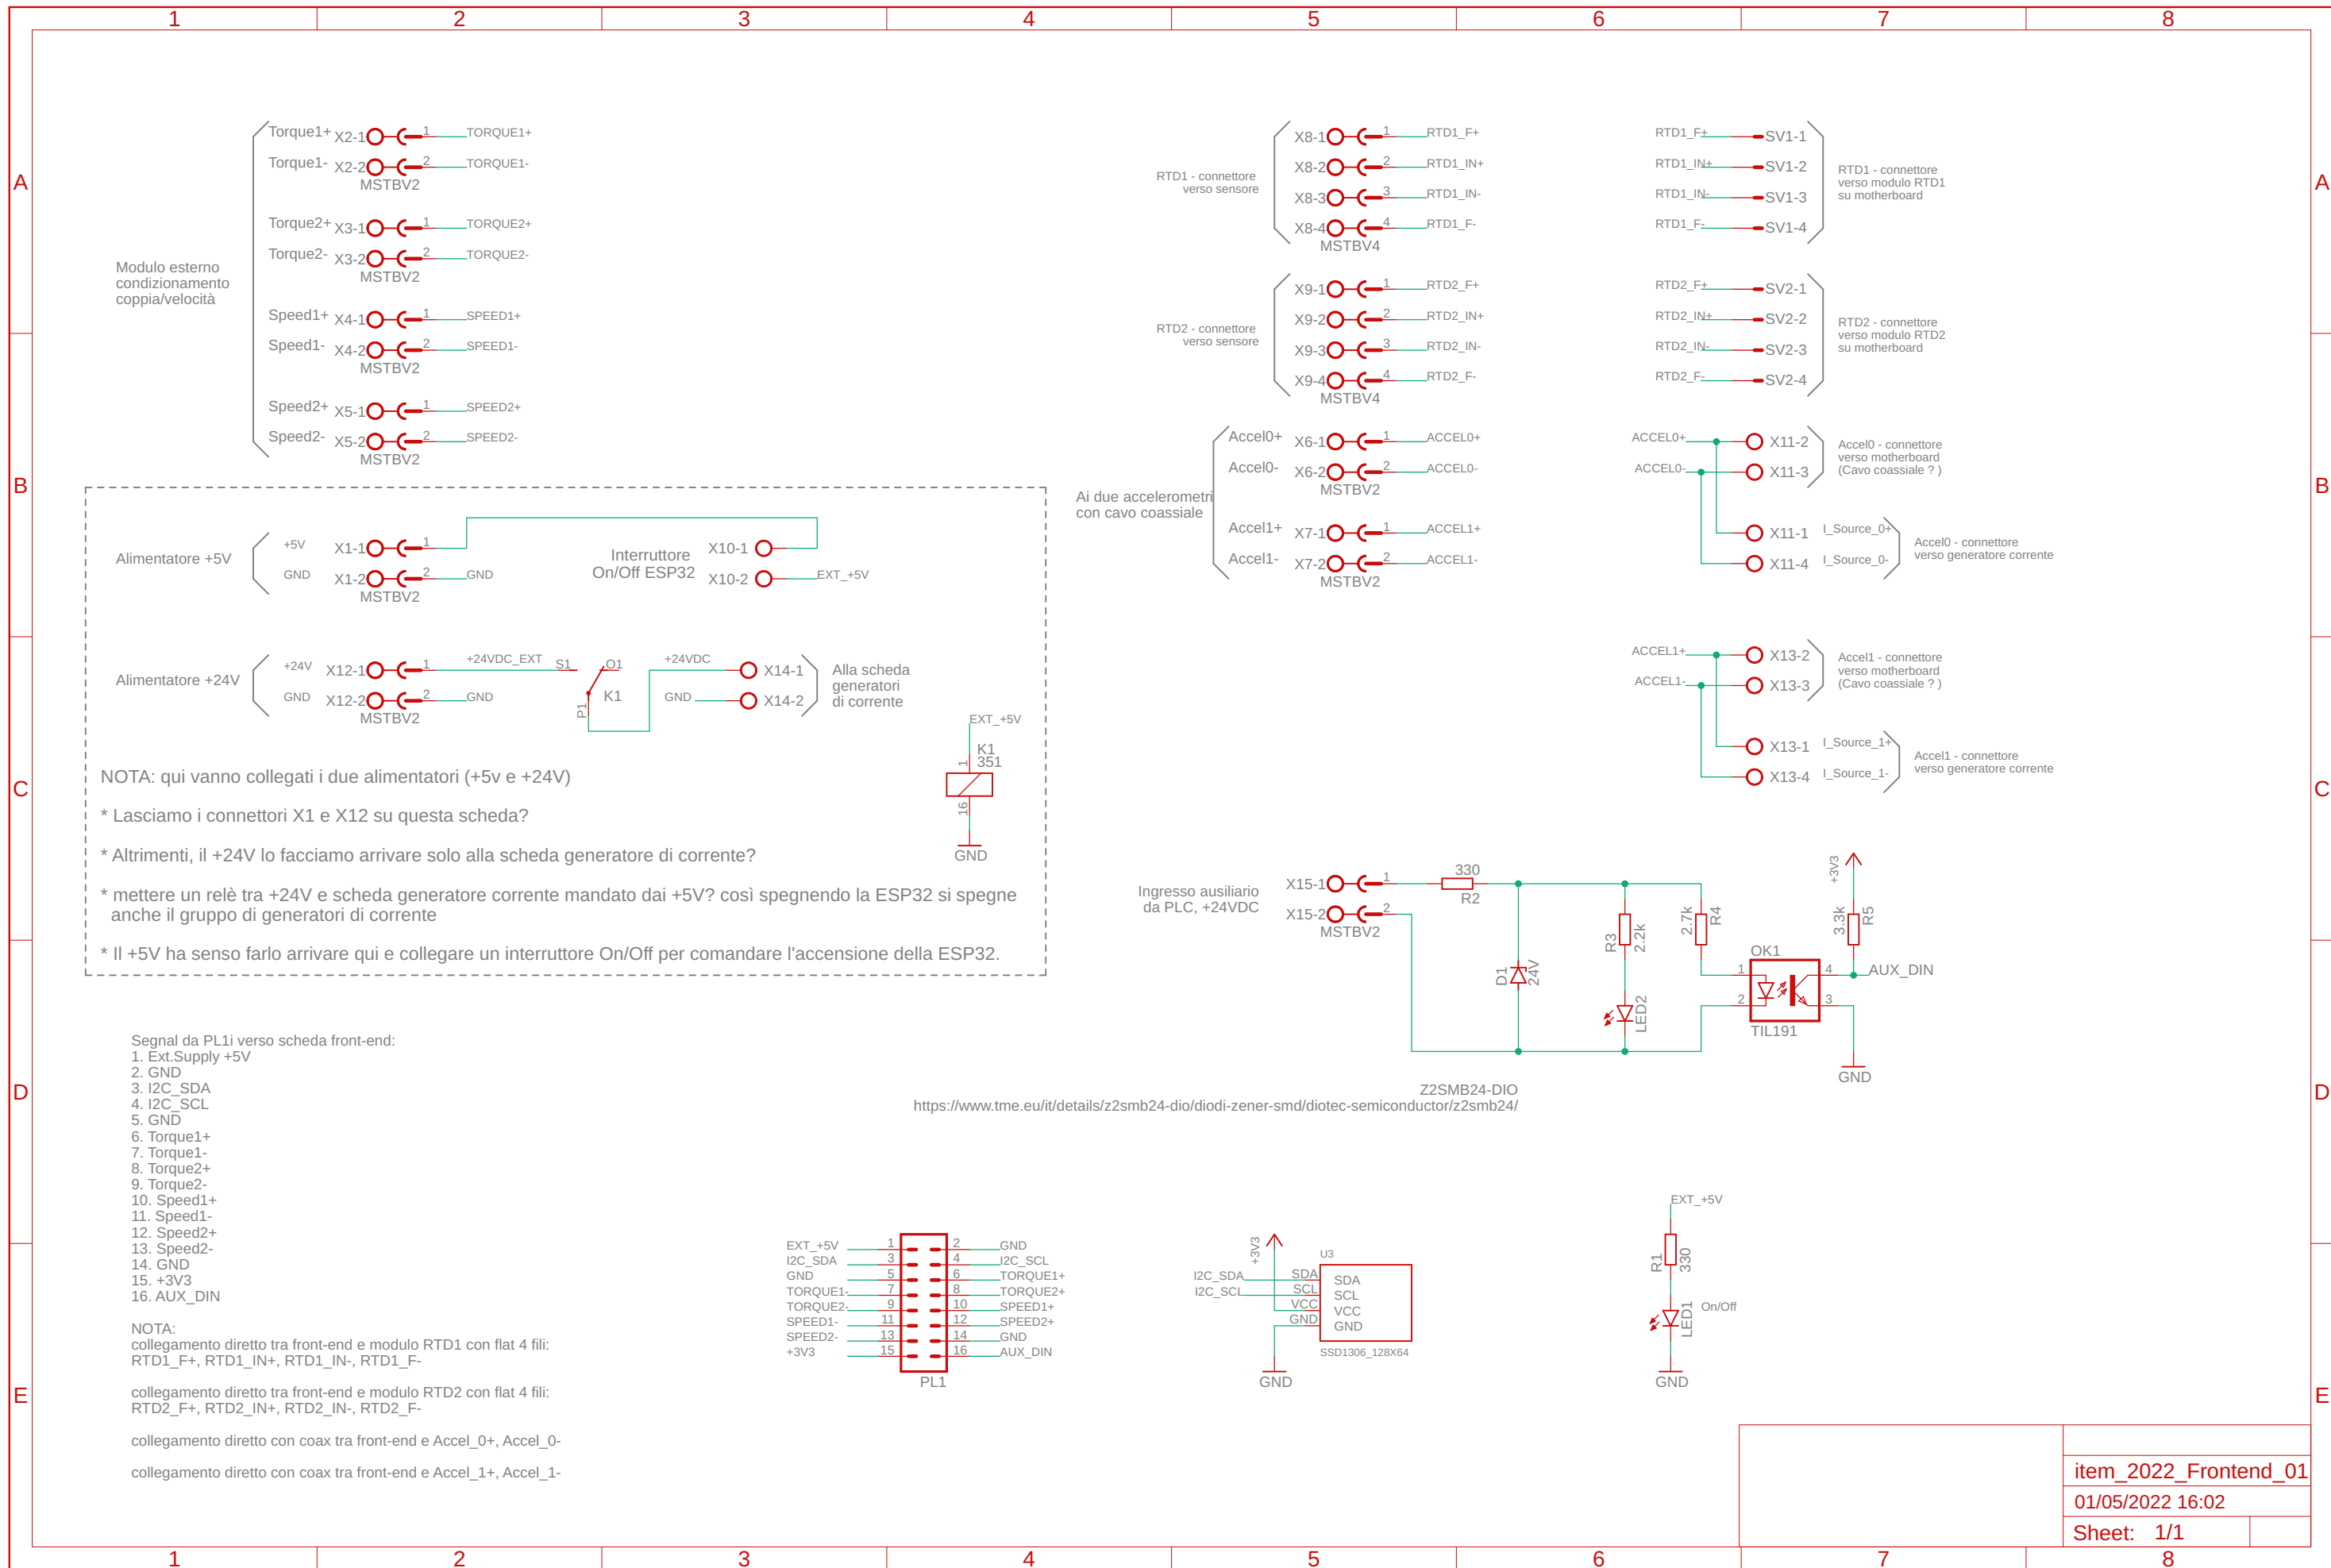 1 2 3 4 5 6 7 8
A
B
C
D
E
A
B
C
D
E
Modulo esterno
condizionamento
coppia/velocità
Torque1+ X2-1 1 TORQUE1+
Torque1- X2-2 2 TORQUE1-
MSTBV2
Torque2+ X3-1 1 TORQUE2+
Torque2- X3-2 2 TORQUE2-
MSTBV2
Speed1+ X4-1 1 SPEED1+
Speed1- X4-2 2 SPEED1-
MSTBV2
Speed2+ X5-1 1 SPEED2+
Speed2- X5-2 2 SPEED2-
MSTBV2
RTD1 - connettore
verso sensore
X8-1 1 RTD1_F+
X8-2 2 RTD1_IN+
X8-3 3 RTD1_IN-
X8-4 4 RTD1_F-
MSTBV4
RTD1_F+ SV1-1
RTD1_IN+ SV1-2
RTD1_IN- SV1-3
RTD1_F- SV1-4
RTD1 - connettore
verso modulo RTD1
su motherboard
RTD2 - connettore
verso sensore
X9-1 1 RTD2_F+
X9-2 2 RTD2_IN+
X9-3 3 RTD2_IN-
X9-4 4 RTD2_F-
MSTBV4
RTD2_F+ SV2-1
RTD2_IN+ SV2-2
RTD2_IN- SV2-3
RTD2_F- SV2-4
RTD2 - connettore
verso modulo RTD2
su motherboard
Ai due accelerometri
con cavo coassiale
Accel0+ X6-1 1 ACCEL0+
Accel0- X6-2 2 ACCEL0-
MSTBV2
Accel1+ X7-1 1 ACCEL1+
Accel1- X7-2 2 ACCEL1-
MSTBV2
ACCEL0+ X11-2
ACCEL0- X11-3
Accel0 - connettore
verso motherboard
(Cavo coassiale ? )
X11-1 I_Source_0+
X11-4 I_Source_0-
Accel0 - connettore
verso generatore corrente
ACCEL1+ X13-2
ACCEL1- X13-3
Accel1 - connettore
verso motherboard
(Cavo coassiale ? )
X13-1 I_Source_1+
X13-4 I_Source_1-
Accel1 - connettore
verso generatore corrente
Alimentatore +5V
+5V X1-1 1
GND X1-2 2 GND
MSTBV2
Interruttore
On/Off ESP32
X10-1
X10-2 EXT_+5V
Alimentatore +24V
+24V X12-1 1 +24VDC_EXT S1 O1
GND X12-2 2 GND
MSTBV2
P1 K1
+24VDC X14-1
GND X14-2
Alla scheda
generatori
di corrente
EXT_+5V
K1
351
1
16
GND
NOTA: qui vanno collegati i due alimentatori (+5v e +24V)
* Lasciamo i connettori X1 e X12 su questa scheda?
* Altrimenti, il +24V lo facciamo arrivare solo alla scheda generatore di corrente?
* mettere un relè tra +24V e scheda generatore corrente mandato dai +5V? così spegnendo la ESP32 si spegne
anche il gruppo di generatori di corrente
* Il +5V ha senso farlo arrivare qui e collegare un interruttore On/Off per comandare l'accensione della ESP32.
Ingresso ausiliario
da PLC, +24VDC
X15-1 1
X15-2 2
MSTBV2
330
R2
D1
24V
R3
2.2k
LED2
2.7k
R4
+3V3
3.3k
R5
OK1
1 4 AUX_DIN
2 3
TIL191
GND
Z2SMB24-DIO
https://www.tme.eu/it/details/z2smb24-dio/diodi-zener-smd/diotec-semiconductor/z2smb24/
Segnal da PL1i verso scheda front-end:
1. Ext.Supply +5V
2. GND
3. I2C_SDA
4. I2C_SCL
5. GND
6. Torque1+
7. Torque1-
8. Torque2+
9. Torque2-
10. Speed1+
11. Speed1-
12. Speed2+
13. Speed2-
14. GND
15. +3V3
16. AUX_DIN
NOTA:
collegamento diretto tra front-end e modulo RTD1 con flat 4 fili:
RTD1_F+, RTD1_IN+, RTD1_IN-, RTD1_F-
collegamento diretto tra front-end e modulo RTD2 con flat 4 fili:
RTD2_F+, RTD2_IN+, RTD2_IN-, RTD2_F-
collegamento diretto con coax tra front-end e Accel_0+, Accel_0-
collegamento diretto con coax tra front-end e Accel_1+, Accel_1-
EXT_+5V 1 2 GND
I2C_SDA 3 4 I2C_SCL
GND 5 6 TORQUE1+
TORQUE1- 7 8 TORQUE2+
TORQUE2- 9 10 SPEED1+
SPEED1- 11 12 SPEED2+
SPEED2- 13 14 GND
+3V3 15 16 AUX_DIN
PL1
+3V3
U3
I2C_SDA SDA SDA
I2C_SCL SCL SCL
VCC VCC
GND GND
SSD1306_128X64
GND
EXT_+5V
R1
330
LED1
On/Off
GND
item_2022_Frontend_01
01/05/2022 16:02
Sheet: 1/1
1 2 3 4 5 6 7 8